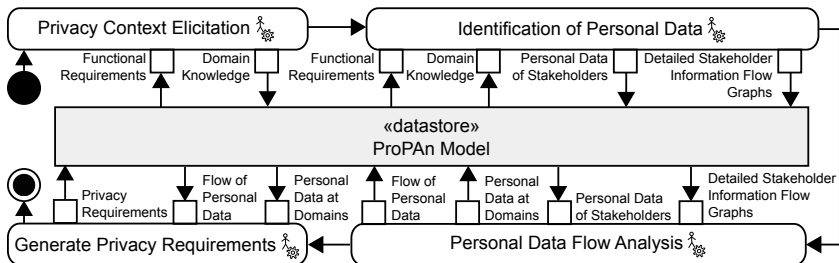 Privacy Context Elicitation
Identification of Personal Data
Functional
Requirements
Domain
Knowledge
Functional
Requirements
Domain
Knowledge
Personal Data
of Stakeholders
Detailed Stakeholder
Information Flow
Graphs
«datastore»
ProPAn Model
Privacy
Requirements
Flow of
Personal
Data
Personal
Data at
Domains
Flow of
Personal
Data
Personal
Data at
Domains
Personal Data
of Stakeholders
Detailed Stakeholder
Information Flow
Graphs
Generate Privacy Requirements
Personal Data Flow Analysis